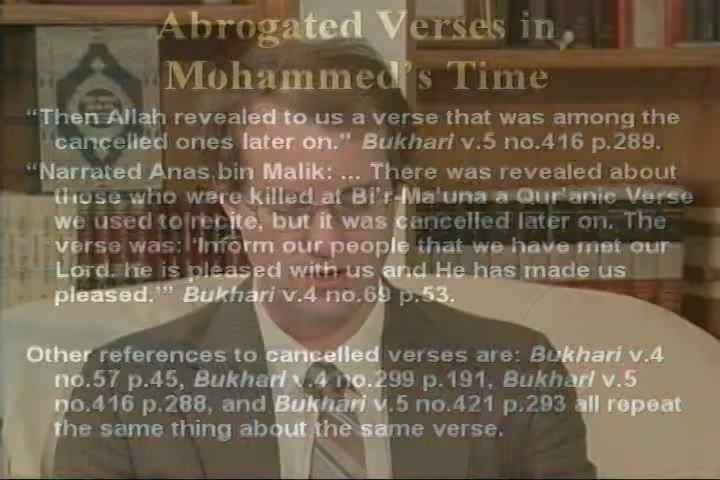 Abrogated Verses in
Mohammed's Time
“Then Allah revealed to us a verse that was among the
cancelled ones later on.” Bukhari v.5 no.416 p.289.
“Narrated Anas bin Malik: ... There was revealed about
those who were killed at Bi'r-Ma'una a Qur'anic Verse
we used to recite, but it was cancelled later on. The
verse was: 'Inform our people that we have met our
Lord. he is pleased with us and He has made us
pleased.'” Bukhari v.4 no.69 p.53.
Other references to cancelled verses are: Bukhari v.4
no.57 p.45, Bukhari v.4 no.299 p.191, Bukhari v.5
no.416 p.288, and Bukhari v.5 no.421 p.293 all repeat
the same thing about the same verse.